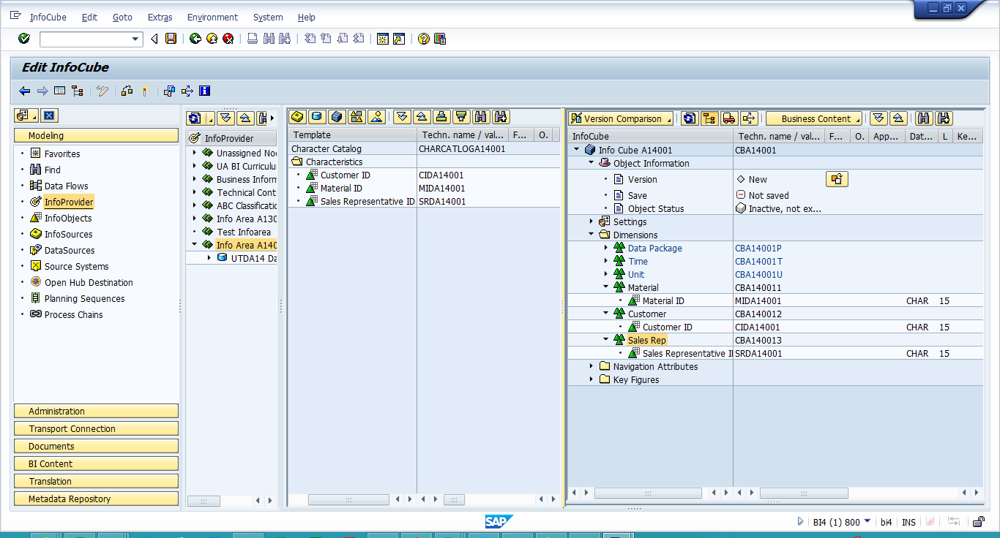 InfoCube Edit Goto Extras Environment System Help
Edit InfoCube
Modeling
Favorites
Find
Data Flows
InfoProvider
InfoObjects
InfoSources
DataSources
Source Systems
Open Hub Destination
Planning Sequences
Process Chains
Administration
Transport Connection
Documents
BI Content
Translation
Metadata Repository
InfoProvider
Unassigned No
UA BI Curriculu
Business Inform
Technical Cont
ABC Classificatio
Info Area A130
Test Infoarea
Info Area A140
UTDA14 Da
Template Techn. name / val... F... O.
Character Catalog CHARCATLOGA14001
Characteristics
Customer ID CIDA14001
Material ID MIDA14001
Sales Representative ID SRDA14001
Version Comparison Business Content
InfoCube Techn. name / val... F... O. App... Dat... L Ke...
Info Cube A14001 CBA14001
Object Information
Version New
Save Not saved
Object Status Inactive, not ex...
Settings
Dimensions
Data Package CBA14001P
Time CBA14001T
Unit CBA14001U
Material CBA140011
Material ID MIDA14001 CHAR 15
Customer CBA140012
Customer ID CIDA14001 CHAR 15
Sales Rep CBA140013
Sales Representative I SRDA14001 CHAR 15
Navigation Attributes
Key Figures
SAP
BI4 (1) 800 bi4 INS